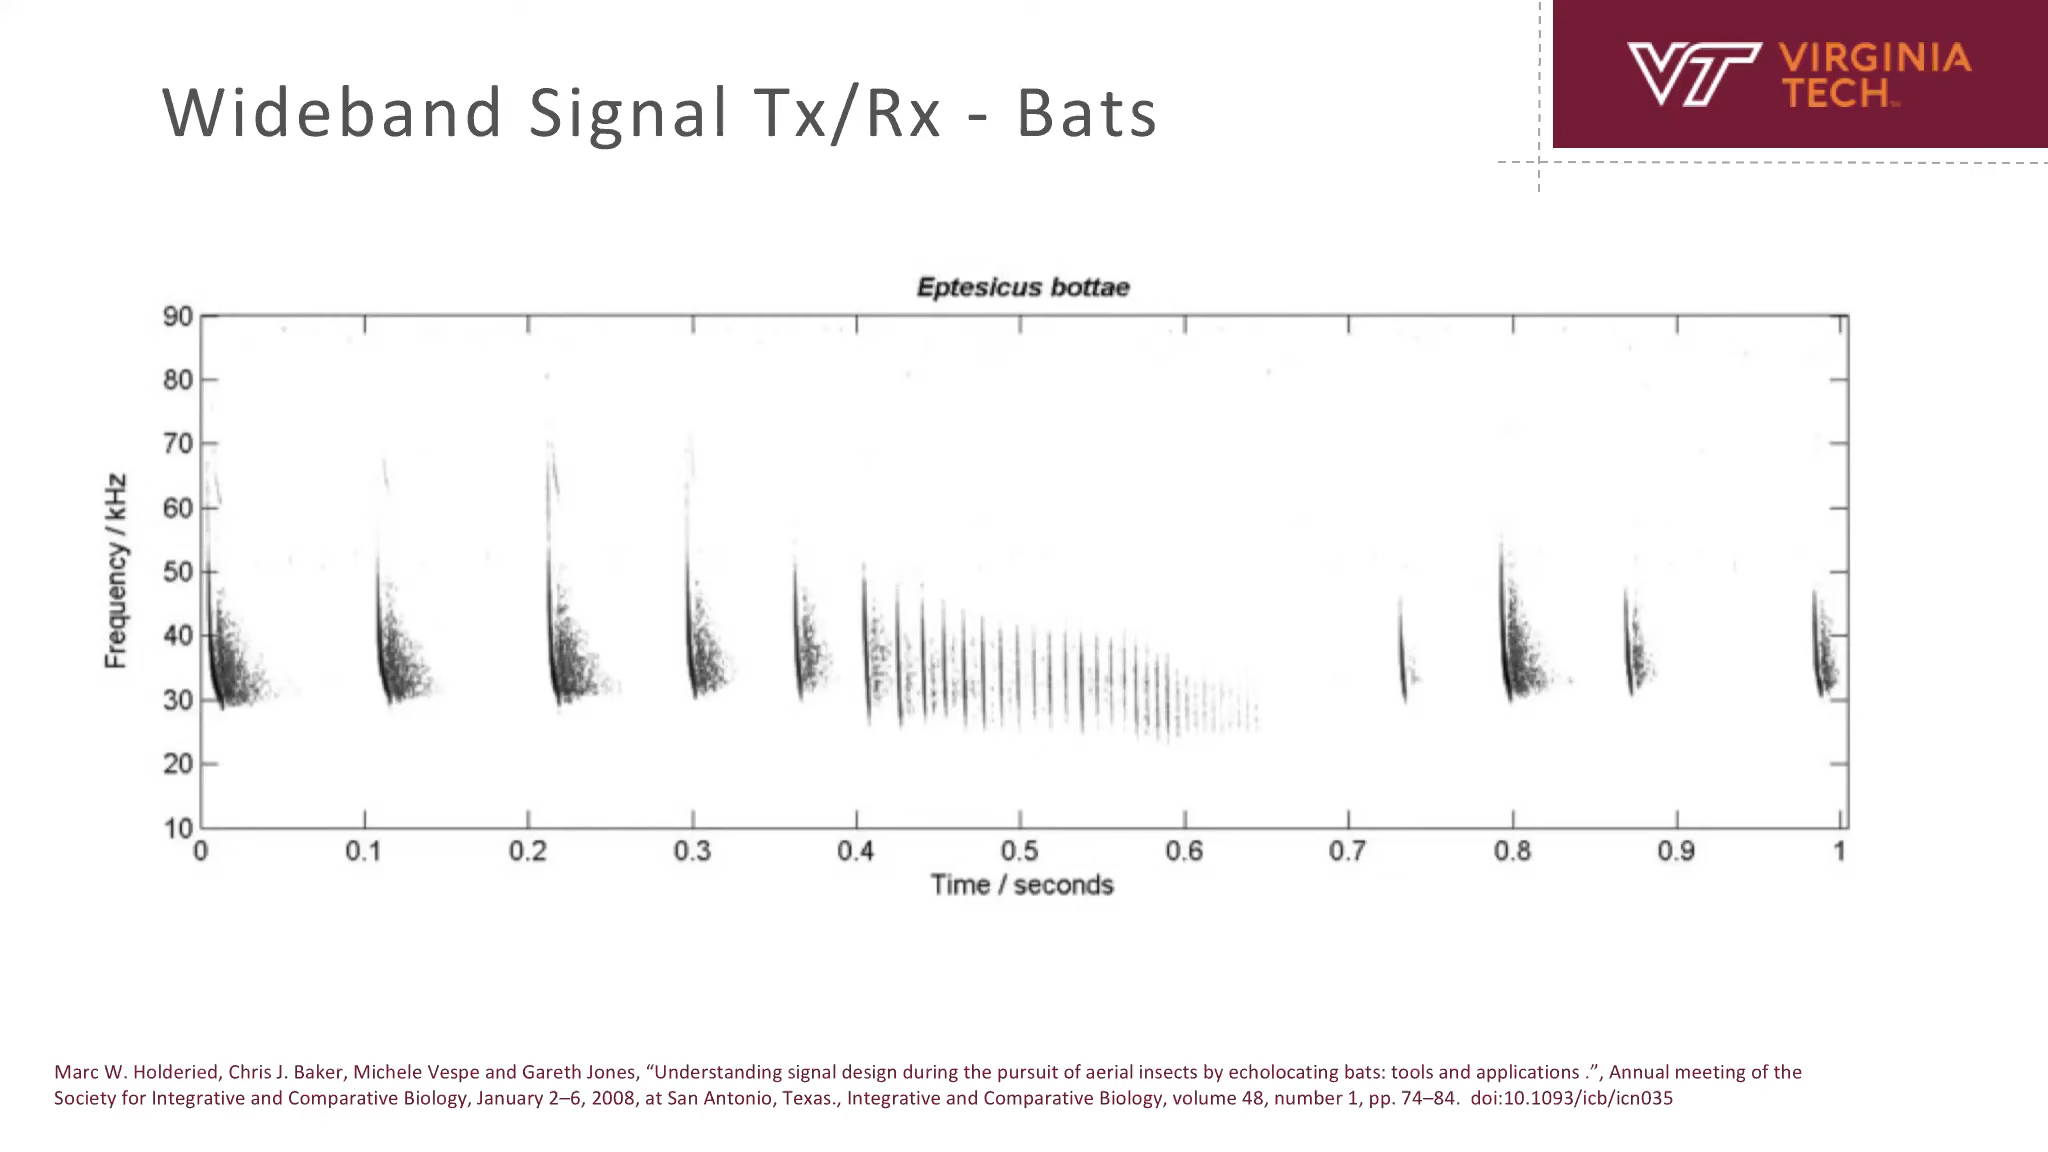 VIRGINIA
TECH™
Wideband Signal Tx/Rx - Bats
Eptesicus bottae
90
80
70
60
50
40
30
20
10
Frequency / kHz
0 0.1 0.2 0.3 0.4 0.5 0.6 0.7 0.8 0.9 1
Time / seconds
Marc W. Holderied, Chris J. Baker, Michele Vespe and Gareth Jones, “Understanding signal design during the pursuit of aerial insects by echolocating bats: tools and applications .”, Annual meeting of the
Society for Integrative and Comparative Biology, January 2–6, 2008, at San Antonio, Texas., Integrative and Comparative Biology, volume 48, number 1, pp. 74–84.  doi:10.1093/icb/icn035